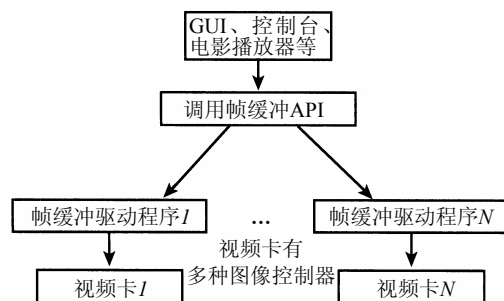 GUI、控制台、
电影播放器等
调用帧缓冲API
帧缓冲驱动程序1
...
帧缓冲驱动程序N
视频卡有
多种图像控制器
视频卡1
视频卡N